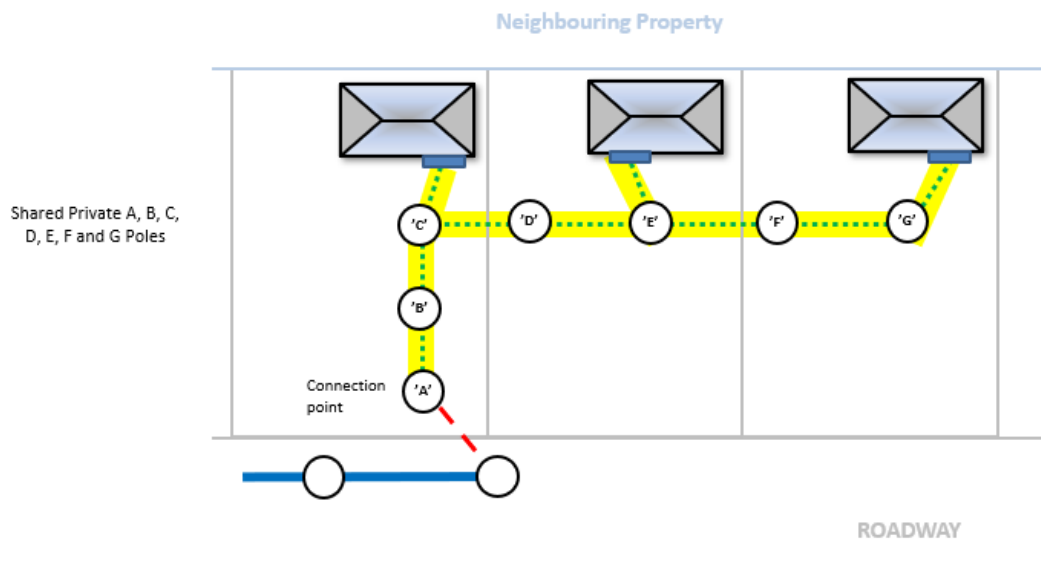 Neighbouring Property
Shared Private A, B, C,
D, E, F and G Poles
'C'
'D'
'E'
'F'
'G'
'B'
Connection
point
'A'
ROADWAY